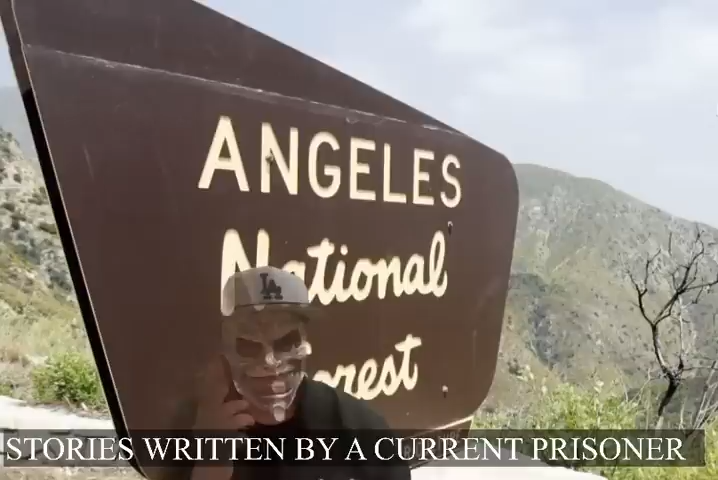 ANGELES
National
Forest
LA
STORIES WRITTEN BY A CURRENT PRISONER